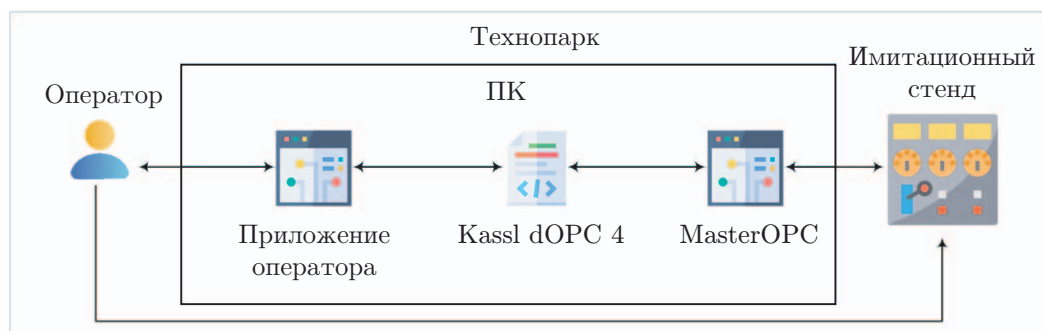 Технопарк
Имитационный
стенд
Оператор
ПК
Приложение
оператора
Kassl dOPC 4
MasterOPC